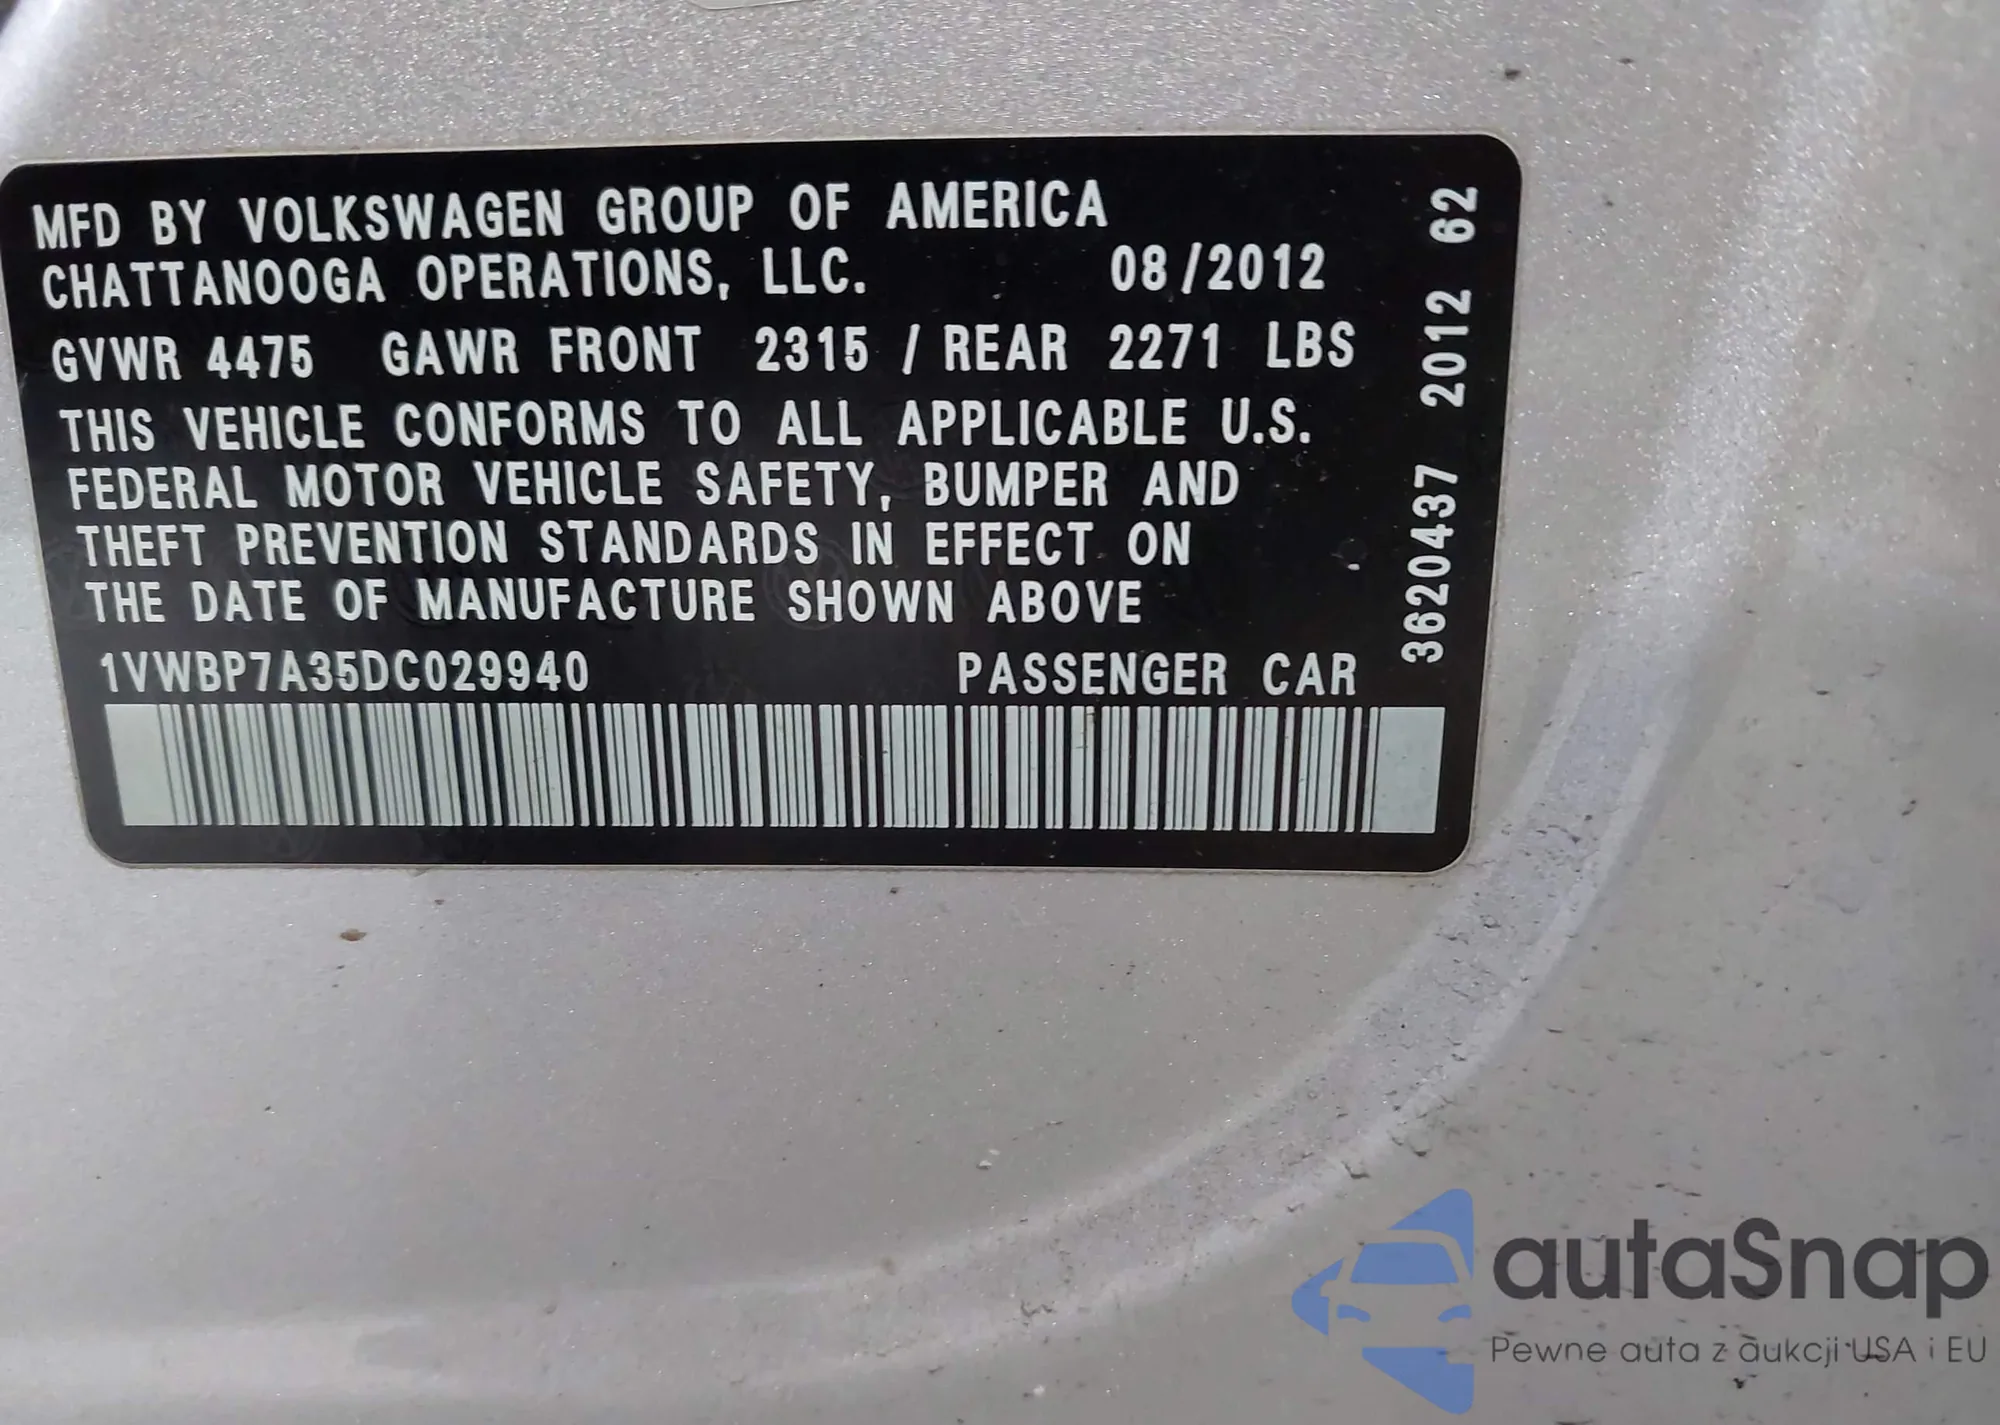 MFD BY VOLKSWAGEN GROUP OF AMERICA
CHATTANOOGA OPERATIONS, LLC. 08/2012
GVWR 4475 GAWR FRONT 2315 / REAR 2271 LBS
THIS VEHICLE CONFORMS TO ALL APPLICABLE U.S.
FEDERAL MOTOR VEHICLE SAFETY, BUMPER AND
THEFT PREVENTION STANDARDS IN EFFECT ON
THE DATE OF MANUFACTURE SHOWN ABOVE
1VWBP7A35DC029940 PASSENGER CAR
3620437 2012 62
autaSnap
Pewne auta z aukcji USA i EU